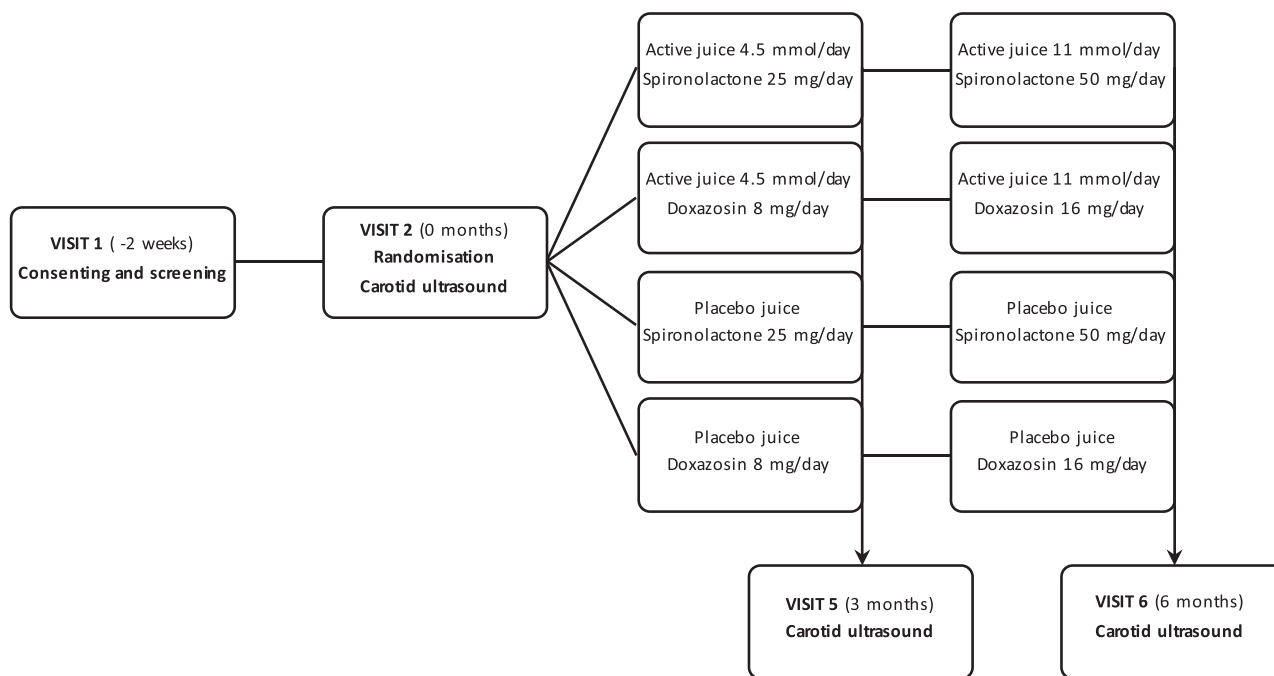 VISIT 1 ( -2 weeks)
Consenting and screening
VISIT 2 (0 months)
Randomisation
Carotid ultrasound
Active juice 4.5 mmol/day
Spironolactone 25 mg/day
Active juice 11 mmol/day
Spironolactone 50 mg/day
Active juice 4.5 mmol/day
Doxazosin 8 mg/day
Active juice 11 mmol/day
Doxazosin 16 mg/day
Placebo juice
Spironolactone 25 mg/day
Placebo juice
Spironolactone 50 mg/day
Placebo juice
Doxazosin 8 mg/day
Placebo juice
Doxazosin 16 mg/day
VISIT 5 (3 months)
Carotid ultrasound
VISIT 6 (6 months)
Carotid ultrasound